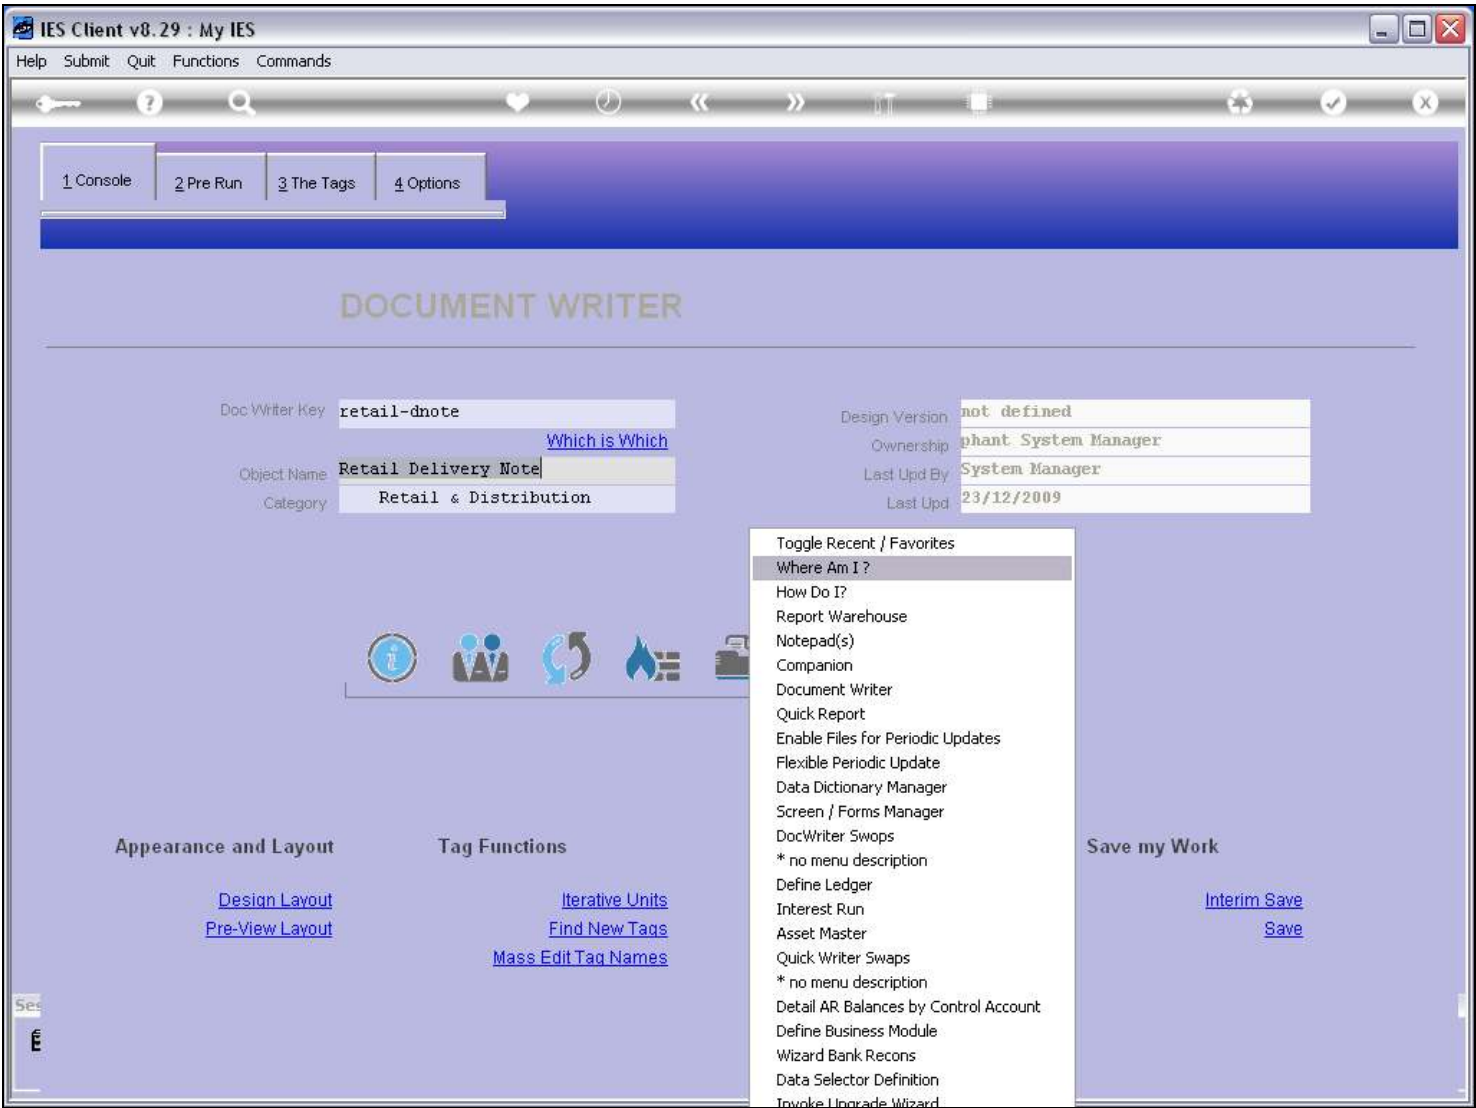 IES Client v8.29 : My IES
Help Submit Quit Functions Commands
1 Console
2 Pre Run
3 The Tags
4 Options
DOCUMENT WRITER
Doc Writer Key retail-dnote
Which is Which
Object Name Retail Delivery Note
Category Retail & Distribution
Design Version not defined
Ownership phant System Manager
Last Upd By System Manager
Last Upd 23/12/2009
Toggle Recent / Favorites
Where Am I ?
How Do I?
Report Warehouse
Notepad(s)
Companion
Document Writer
Quick Report
Enable Files for Periodic Updates
Flexible Periodic Update
Data Dictionary Manager
Screen / Forms Manager
DocWriter Swops
* no menu description
Define Ledger
Interest Run
Asset Master
Quick Writer Swaps
* no menu description
Detail AR Balances by Control Account
Define Business Module
Wizard Bank Recons
Data Selector Definition
Invoke Upgrade Wizard
Appearance and Layout
Design Layout
Pre-View Layout
Tag Functions
Iterative Units
Find New Tags
Mass Edit Tag Names
Save my Work
Interim Save
Save
Ses